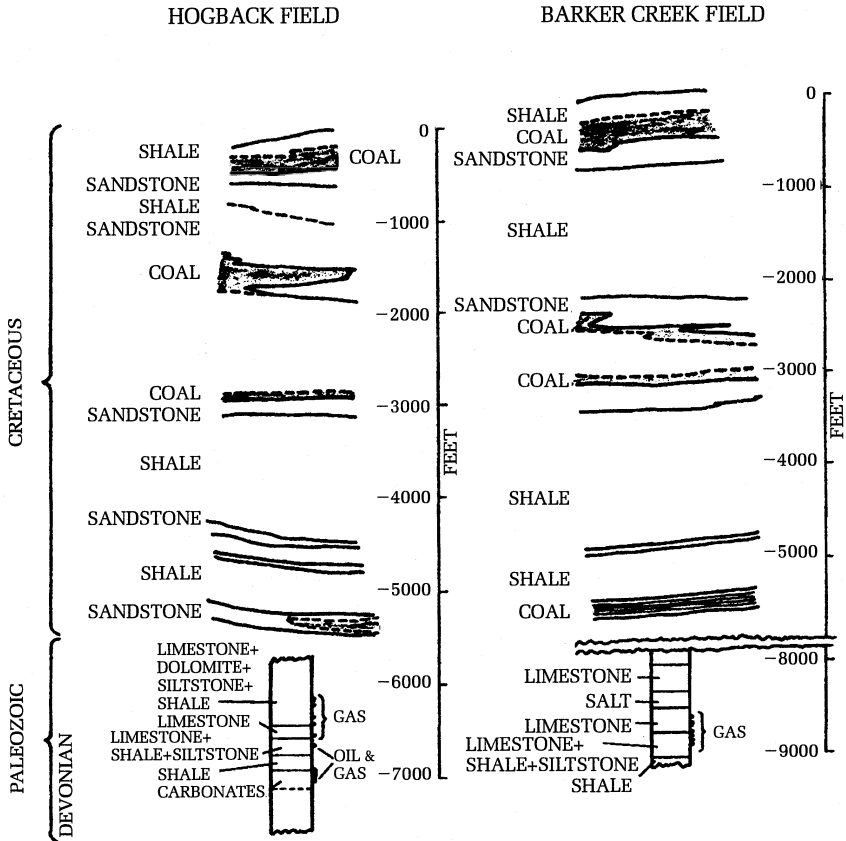 HOGBACK FIELD
BARKER CREEK FIELD
CRETACEOUS
PALEOZOIC
DEVONIAN
SHALE
COAL
SANDSTONE
SHALE
SANDSTONE
COAL
COAL
SANDSTONE
SHALE
SANDSTONE
SHALE
SANDSTONE
LIMESTONE+
DOLOMITE+
SILTSTONE+
SHALE
LIMESTONE
LIMESTONE+
SHALE+SILTSTONE
SHALE
CARBONATES
GAS
OIL &
GAS
0
−1000
−2000
−3000
−4000
−5000
−6000
−7000
FEET
SHALE
COAL
SANDSTONE
SHALE
SANDSTONE
COAL
COAL
SHALE
SHALE
COAL
LIMESTONE
SALT
LIMESTONE
LIMESTONE+
SHALE+SILTSTONE
SHALE
GAS
0
−1000
−2000
−3000
−4000
−5000
−8000
−9000
FEET